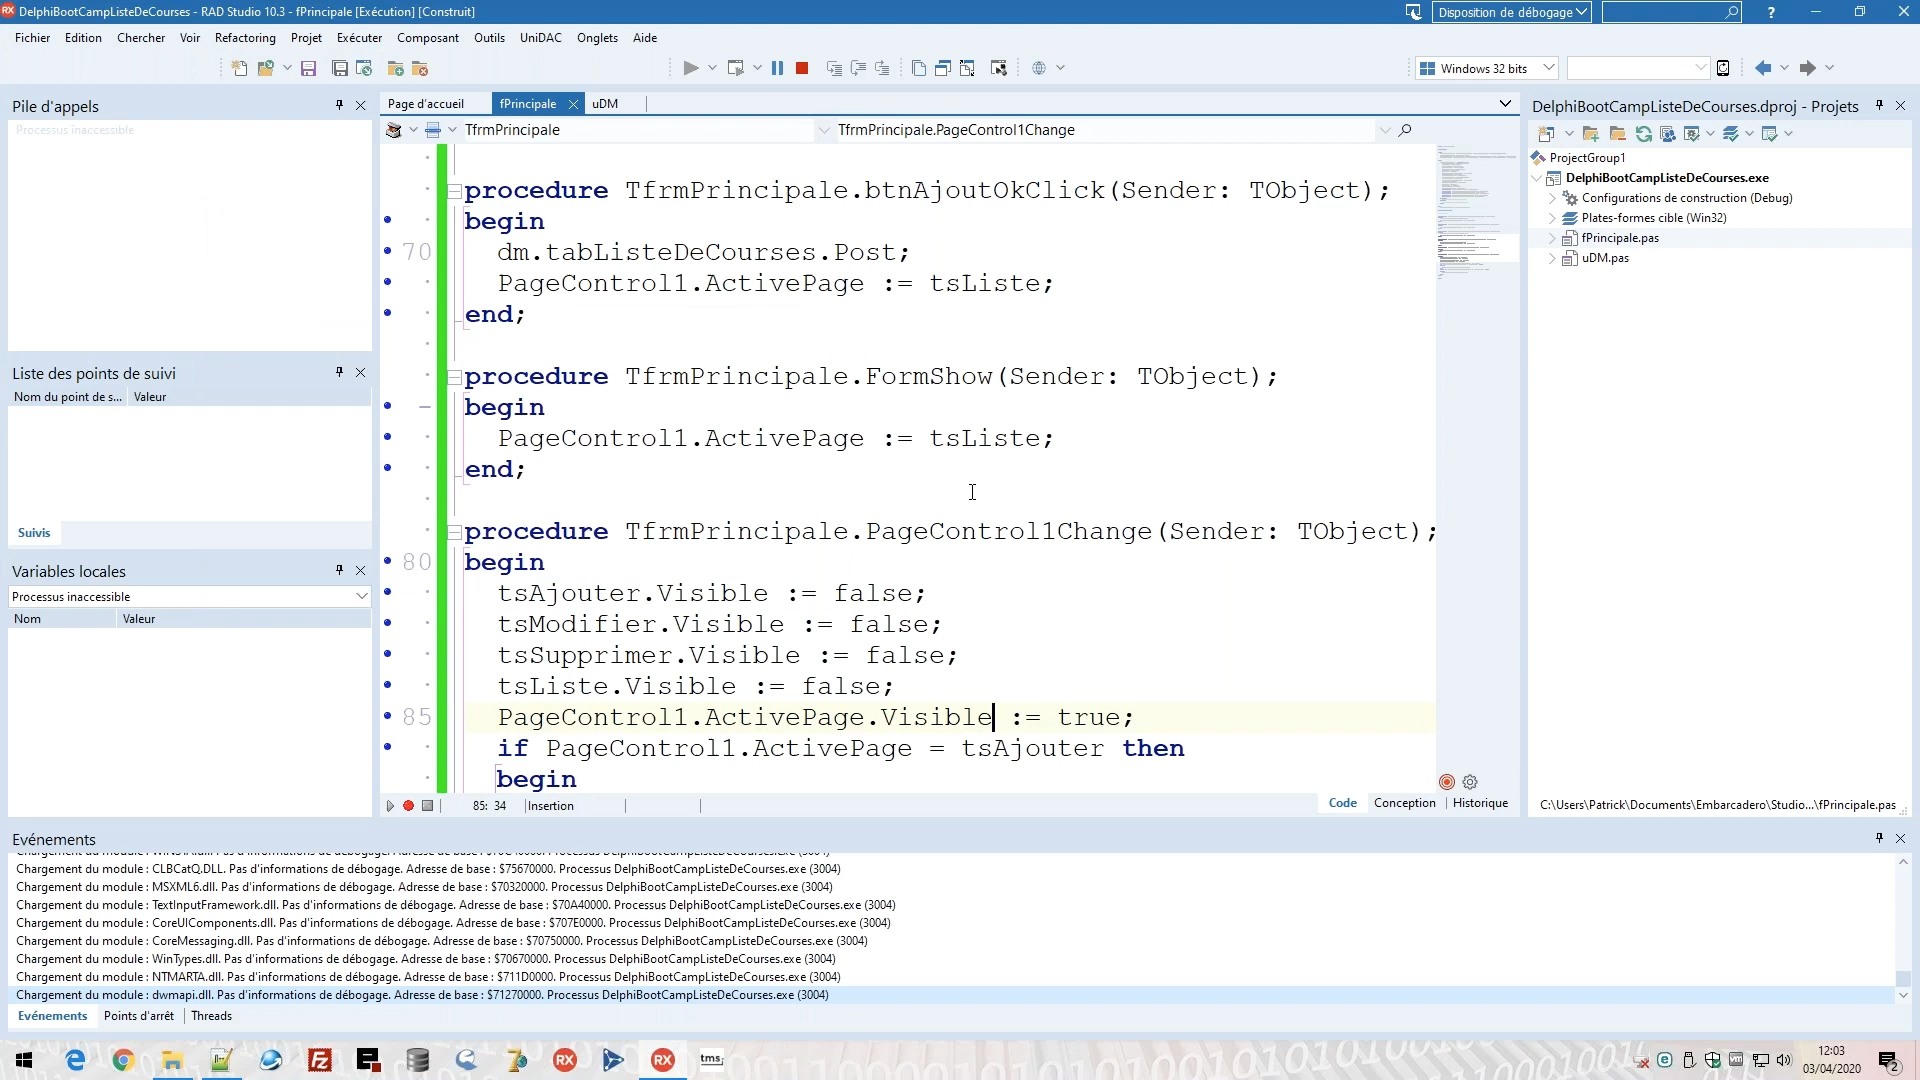 DelphiBootCampListeDeCourses - RAD Studio 10.3 - fPrincipale [Exécution] [Construit]
Disposition de débogage
Fichier Edition Chercher Voir Refactoring Projet Exécuter Composant Outils UniDAC Onglets Aide
Windows 32 bits
Pile d'appels
Processus inaccessible
Liste des points de suivi
Nom du point de s... Valeur
Suivis
Variables locales
Processus inaccessible
Nom Valeur
Page d'accueil fPrincipale uDM
TfrmPrincipale TfrmPrincipale.PageControl1Change
procedure TfrmPrincipale.btnAjoutOkClick(Sender: TObject);
begin
70 dm.tabListeDeCourses.Post;
PageControl1.ActivePage := tsListe;
end;
procedure TfrmPrincipale.FormShow(Sender: TObject);
begin
PageControl1.ActivePage := tsListe;
end;
procedure TfrmPrincipale.PageControl1Change(Sender: TObject);
80 begin
tsAjouter.Visible := false;
tsModifier.Visible := false;
tsSupprimer.Visible := false;
tsListe.Visible := false;
85 PageControl1.ActivePage.Visible := true;
if PageControl1.ActivePage = tsAjouter then
begin
85: 34 Insertion
Code Conception Historique
DelphiBootCampListeDeCourses.dproj - Projets
ProjectGroup1
DelphiBootCampListeDeCourses.exe
Configurations de construction (Debug)
Plates-formes cible (Win32)
fPrincipale.pas
uDM.pas
C:\Users\Patrick\Documents\Embarcadero\Studio...\fPrincipale.pas
Evénements
Chargement du module : CLBCatQ.DLL. Pas d'informations de débogage. Adresse de base : $75670000. Processus DelphiBootCampListeDeCourses.exe (3004)
Chargement du module : MSXML6.dll. Pas d'informations de débogage. Adresse de base : $70320000. Processus DelphiBootCampListeDeCourses.exe (3004)
Chargement du module : TextInputFramework.dll. Pas d'informations de débogage. Adresse de base : $70A40000. Processus DelphiBootCampListeDeCourses.exe (3004)
Chargement du module : CoreUIComponents.dll. Pas d'informations de débogage. Adresse de base : $707E0000. Processus DelphiBootCampListeDeCourses.exe (3004)
Chargement du module : CoreMessaging.dll. Pas d'informations de débogage. Adresse de base : $70750000. Processus DelphiBootCampListeDeCourses.exe (3004)
Chargement du module : WinTypes.dll. Pas d'informations de débogage. Adresse de base : $70670000. Processus DelphiBootCampListeDeCourses.exe (3004)
Chargement du module : NTMARTA.dll. Pas d'informations de débogage. Adresse de base : $711D0000. Processus DelphiBootCampListeDeCourses.exe (3004)
Chargement du module : dwmapi.dll. Pas d'informations de débogage. Adresse de base : $71270000. Processus DelphiBootCampListeDeCourses.exe (3004)
Evénements Points d'arrêt Threads
RX RX tms
12:03
03/04/2020
2